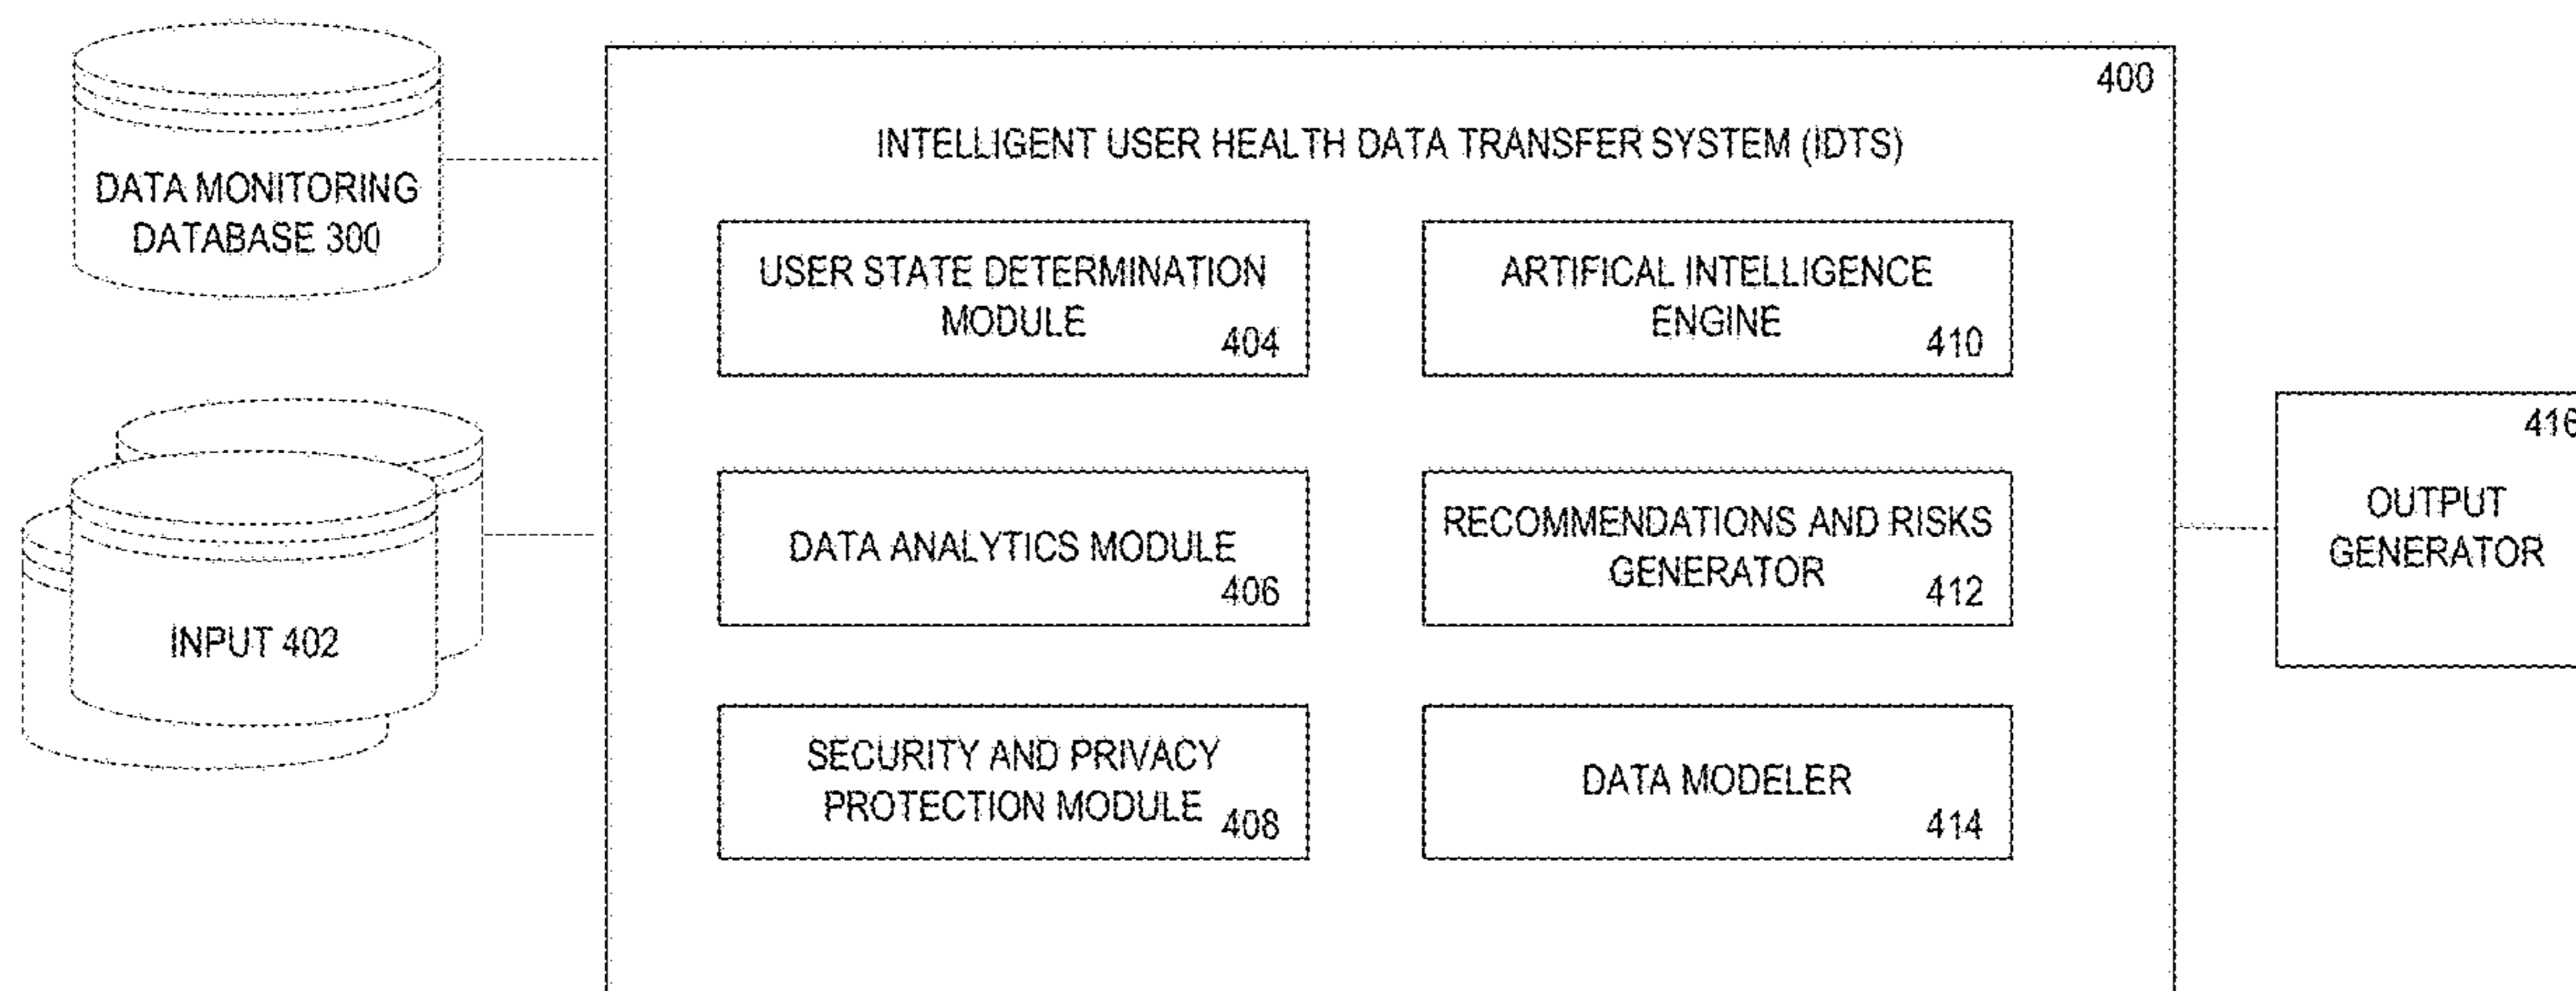 DATA MONITORING
DATABASE 300
INPUT 402
400
INTELLIGENT USER HEALTH DATA TRANSFER SYSTEM (IDTS)
USER STATE DETERMINATION
MODULE
404
ARTIFICAL INTELLIGENCE
ENGINE
410
DATA ANALYTICS MODULE
406
RECOMMENDATIONS AND RISKS
GENERATOR
412
SECURITY AND PRIVACY
PROTECTION MODULE
408
DATA MODELER
414
416
OUTPUT
GENERATOR